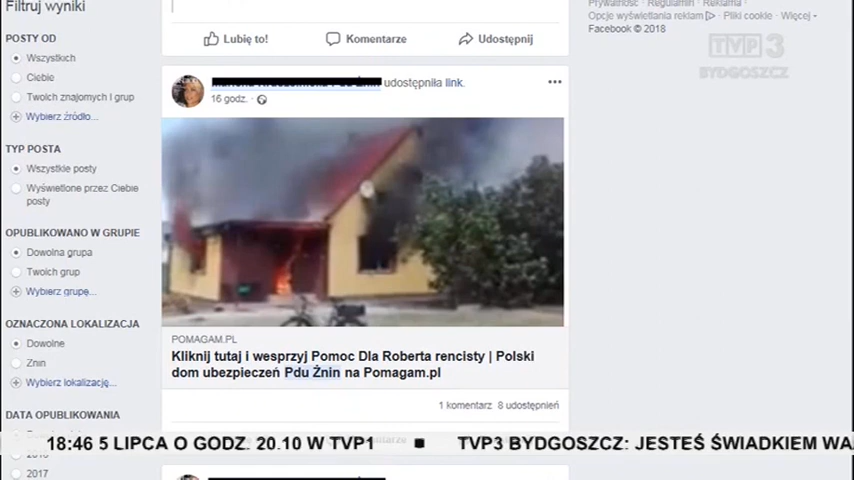 Filtruj wyniki
POSTY OD
Wszystkich
Ciebie
Twoich znajomych i grup
Wybierz źródło...
TYP POSTA
Wszystkie posty
Wyświetlone przez Ciebie
posty
OPUBLIKOWANO W GRUPIE
Dowolna grupa
Twoich grup
Wybierz grupę...
OZNACZONA LOKALIZACJA
Dowolne
Żnin
Wybierz lokalizację...
DATA OPUBLIKOWANIA
2017
Lubię to!
Komentarze
Udostępnij
udostępniła link.
16 godz.
POMAGAM.PL
Kliknij tutaj i wesprzyj Pomoc Dla Roberta rencisty | Polski
dom ubezpieczeń Pdu Żnin na Pomagam.pl
1 komentarz 8 udostępnień
Prywatność · Regulamin · Reklama ·
Opcje wyświetlania reklam · Pliki cookie · Więcej
Facebook © 2018
TVP3
BYDGOSZCZ
18:46 5 LIPCA O GODZ. 20.10 W TVP1 ■ TVP3 BYDGOSZCZ: JESTEŚ ŚWIADKIEM